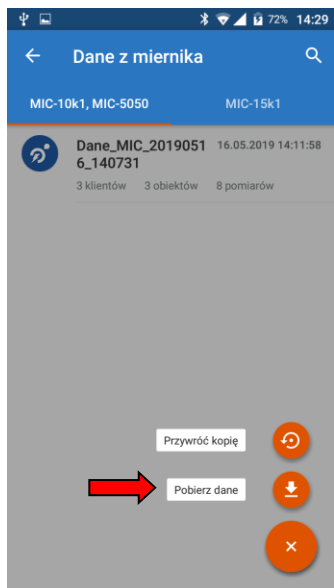 72% 14:29
Dane z miernika
MIC-10k1, MIC-5050 MIC-15k1
Dane_MIC_2019051 16.05.2019 14:11:58
6_140731
3 klientów 3 obiektów 8 pomiarów
Przywróć kopię
Pobierz dane